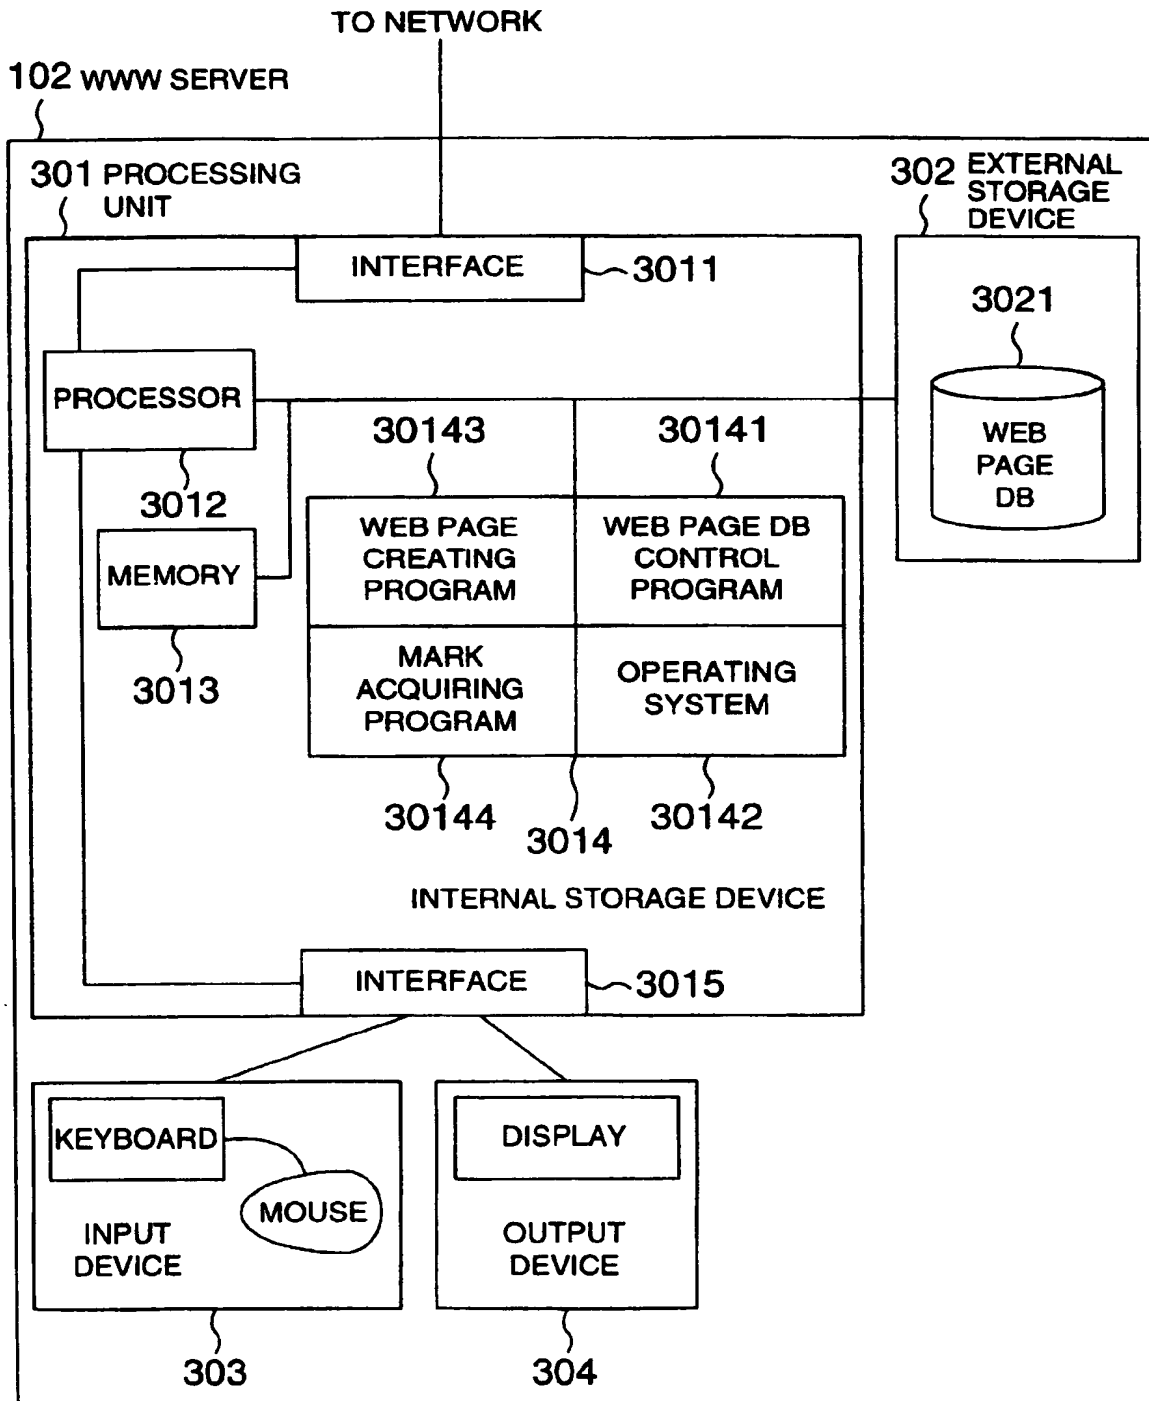 TO NETWORK
102 WWW SERVER
301 PROCESSING
UNIT
302 EXTERNAL
STORAGE
DEVICE
INTERFACE
3011
3021
PROCESSOR
3012
WEB
PAGE
DB
30143
30141
WEB PAGE
CREATING
PROGRAM
WEB PAGE DB
CONTROL
PROGRAM
MEMORY
3013
MARK
ACQUIRING
PROGRAM
OPERATING
SYSTEM
30144
3014
30142
INTERNAL STORAGE DEVICE
INTERFACE
3015
KEYBOARD
MOUSE
INPUT
DEVICE
DISPLAY
OUTPUT
DEVICE
303
304